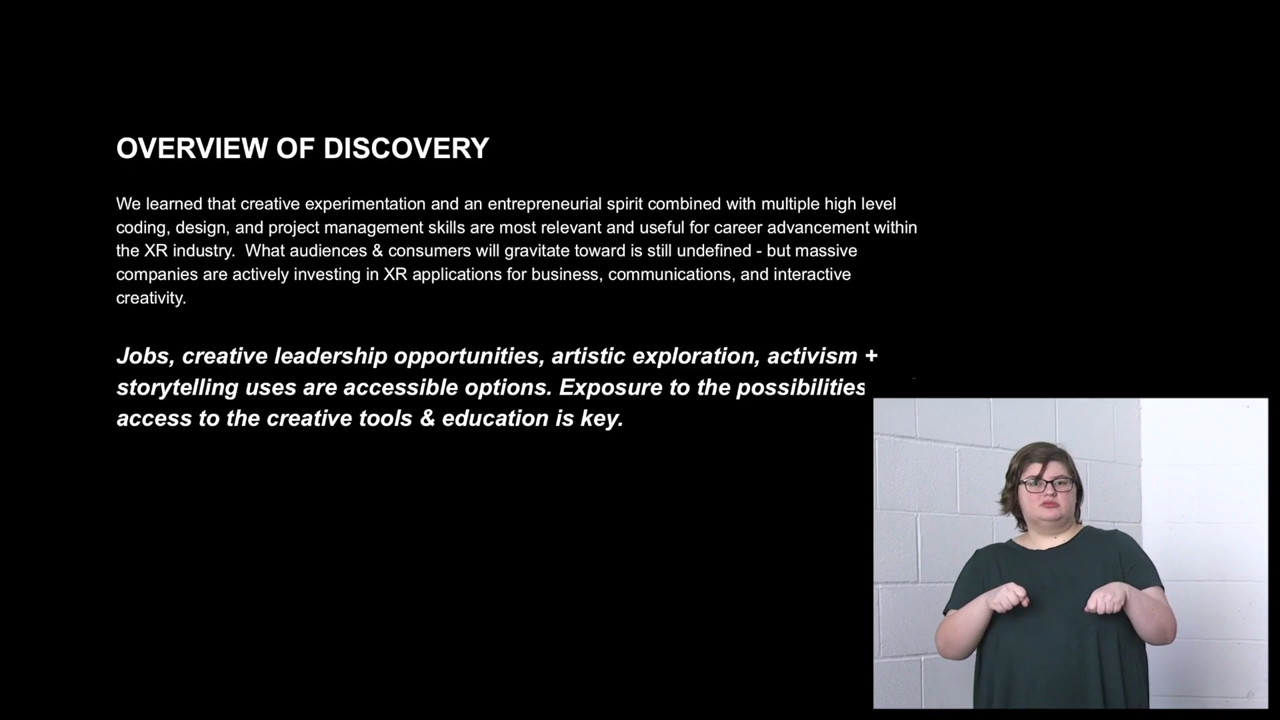 OVERVIEW OF DISCOVERY
We learned that creative experimentation and an entrepreneurial spirit combined with multiple high level
coding, design, and project management skills are most relevant and useful for career advancement within
the XR industry.  What audiences & consumers will gravitate toward is still undefined - but massive
companies are actively investing in XR applications for business, communications, and interactive
creativity.
Jobs, creative leadership opportunities, artistic exploration, activism +
storytelling uses are accessible options. Exposure to the possibilities
access to the creative tools & education is key.